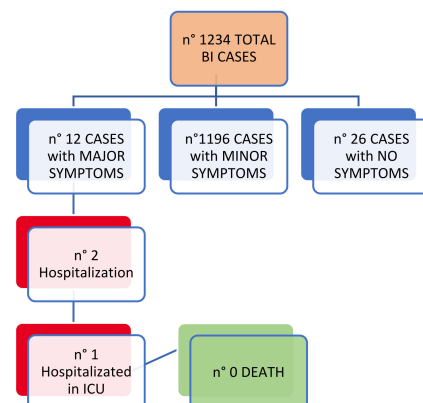 n° 1234 TOTAL
BI CASES
n° 12 CASES
with MAJOR
SYMPTOMS
n°1196 CASES
with MINOR
SYMPTOMS
n° 26 CASES
with NO
SYMPTOMS
n° 2
Hospitalization
n° 1
Hospitalizated
in ICU
n° 0 DEATH